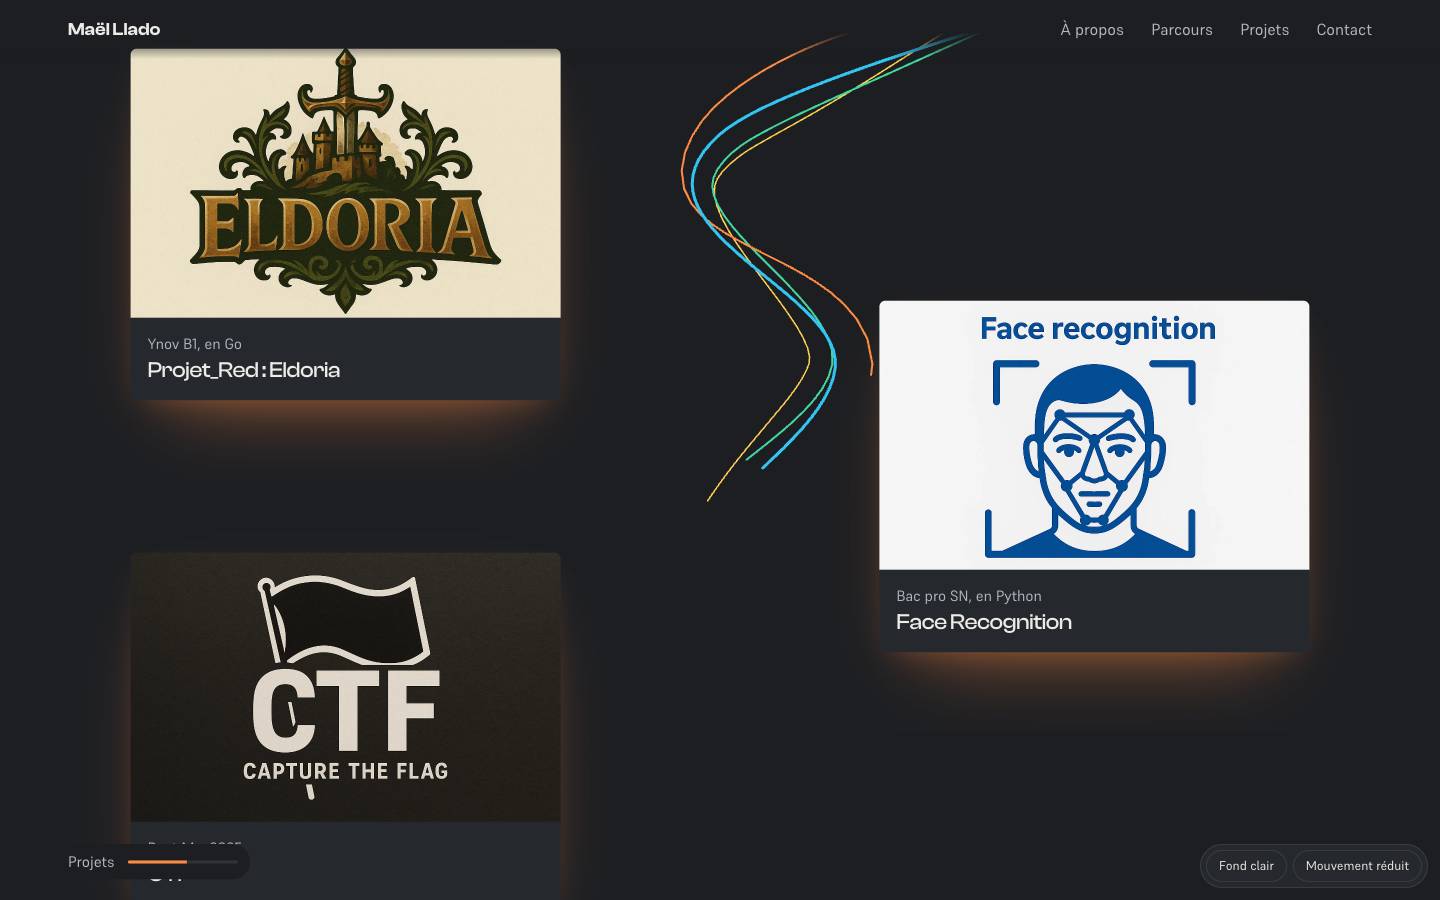 Maël Llado
À propos
Parcours
Projets
Contact
ELDORIA
Ynov B1, en Go
Projet_Red : Eldoria
Face recognition
Bac pro SN, en Python
Face Recognition
CTF
CAPTURE THE FLAG
Projets
Fond clair
Mouvement réduit